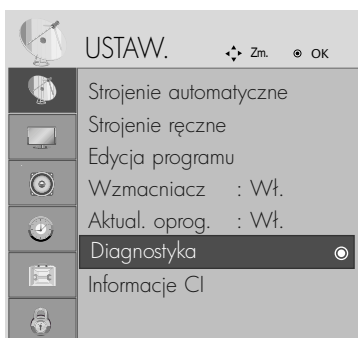 USTAW. Zm. OK
Strojenie automatyczne
Strojenie ręczne
Edycja programu
Wzmacniacz : Wł.
Aktual. oprog. : Wł.
Diagnostyka
Informacje CI